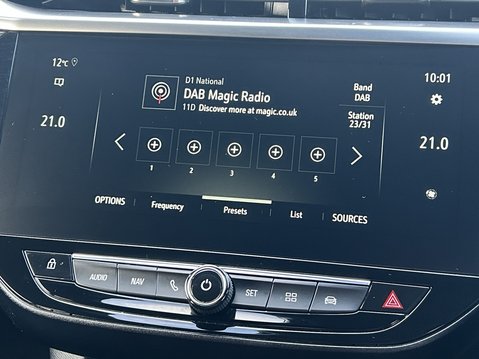 12℃
10:01
D1 National
DAB Magic Radio
11D Discover more at magic.co.uk
Band
DAB
Station
23/31
21.0
21.0
1 2 3 4 5
OPTIONS Frequency Presets List SOURCES
AUDIO NAV SET